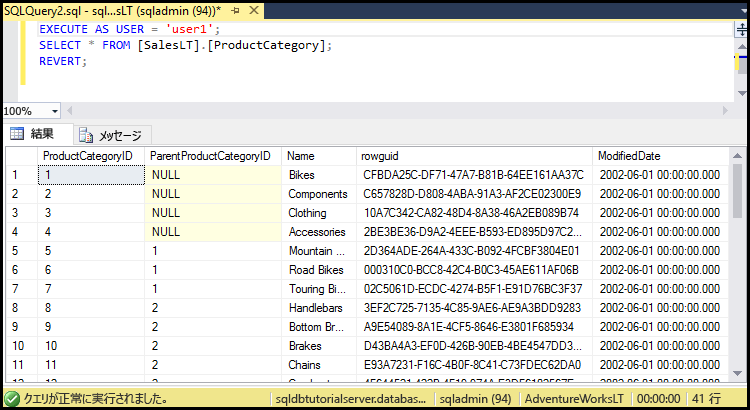 SQLQuery2.sql - sql...sLT (sqladmin (94))*
EXECUTE AS USER = 'user1';
SELECT * FROM [SalesLT].[ProductCategory];
REVERT;
100%
結果 メッセージ
ProductCategoryID ParentProductCategoryID Name rowguid ModifiedDate
1 1 NULL Bikes CFBDA25C-DF71-47A7-B81B-64EE161AA37C 2002-06-01 00:00:00.000
2 2 NULL Components C657828D-D808-4ABA-91A3-AF2CE02300E9 2002-06-01 00:00:00.000
3 3 NULL Clothing 10A7C342-CA82-48D4-8A38-46A2EB089B74 2002-06-01 00:00:00.000
4 4 NULL Accessories 2BE3BE36-D9A2-4EEE-B593-ED895D97C2... 2002-06-01 00:00:00.000
5 5 1 Mountain ... 2D364ADE-264A-433C-B092-4FCBF3804E01 2002-06-01 00:00:00.000
6 6 1 Road Bikes 000310C0-BCC8-42C4-B0C3-45AE611AF06B 2002-06-01 00:00:00.000
7 7 1 Touring Bi... 02C5061D-ECDC-4274-B5F1-E91D76BC3F37 2002-06-01 00:00:00.000
8 8 2 Handlebars 3EF2C725-7135-4C85-9AE6-AE9A3BDD9283 2002-06-01 00:00:00.000
9 9 2 Bottom Br... A9E54089-8A1E-4CF5-8646-E3801F685934 2002-06-01 00:00:00.000
10 10 2 Brakes D43BA4A3-EF0D-426B-90EB-4BE4547DD3... 2002-06-01 00:00:00.000
11 11 2 Chains E93A7231-F16C-4B0F-8C41-C73FDEC62DA0 2002-06-01 00:00:00.000
クエリが正常に実行されました。 sqldbtutorialserver.databas... sqladmin (94) AdventureWorksLT 00:00:00 41 行